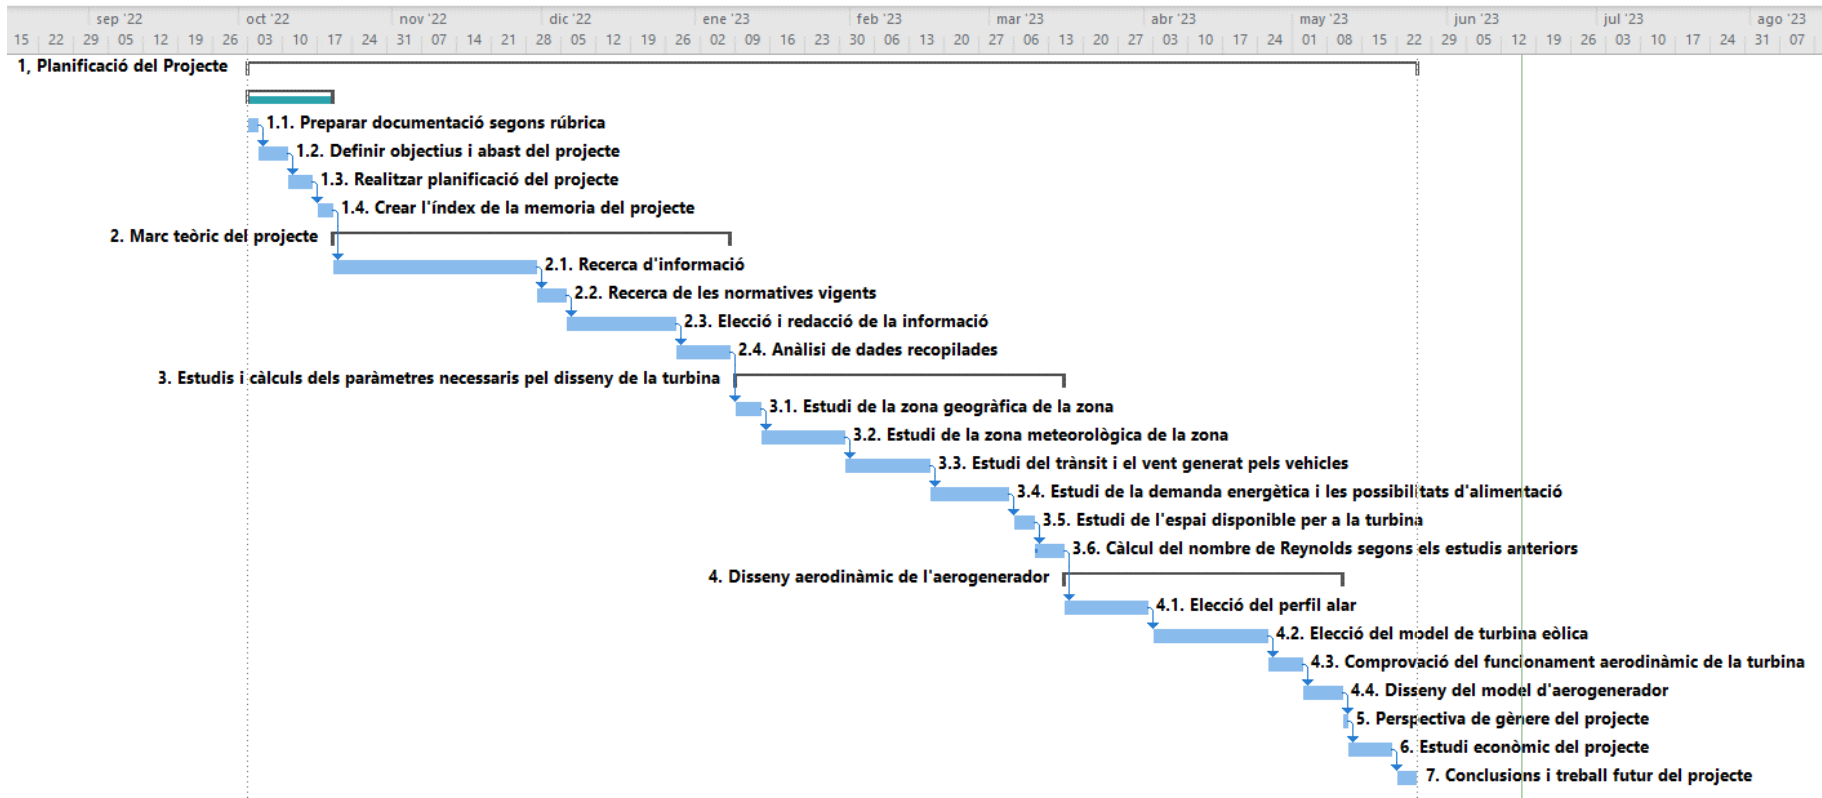 sep '22 oct '22 nov '22 dic '22 ene '23 feb '23 mar '23 abr '23 may '23 jun '23 jul '23 ago '23
15 22 29 05 12 19 26 03 10 17 24 31 07 14 21 28 05 12 19 26 02 09 16 23 30 06 13 20 27 06 13 20 27 03 10 17 24 01 08 15 22 29 05 12 19 26 03 10 17 24 31 07
1, Planificació del Projecte
1.1. Preparar documentació segons rúbrica
1.2. Definir objectius i abast del projecte
1.3. Realitzar planificació del projecte
1.4. Crear l'índex de la memoria del projecte
2. Marc teòric del projecte
2.1. Recerca d'informació
2.2. Recerca de les normatives vigents
2.3. Elecció i redacció de la informació
2.4. Anàlisi de dades recopilades
3. Estudis i càlculs dels paràmetres necessaris pel disseny de la turbina
3.1. Estudi de la zona geogràfica de la zona
3.2. Estudi de la zona meteorològica de la zona
3.3. Estudi del trànsit i el vent generat pels vehicles
3.4. Estudi de la demanda energètica i les possibilitats d'alimentació
3.5. Estudi de l'espai disponible per a la turbina
3.6. Càlcul del nombre de Reynolds segons els estudis anteriors
4. Disseny aerodinàmic de l'aerogenerador
4.1. Elecció del perfil alar
4.2. Elecció del model de turbina eòlica
4.3. Comprovació del funcionament aerodinàmic de la turbina
4.4. Disseny del model d'aerogenerador
5. Perspectiva de gènere del projecte
6. Estudi econòmic del projecte
7. Conclusions i treball futur del projecte